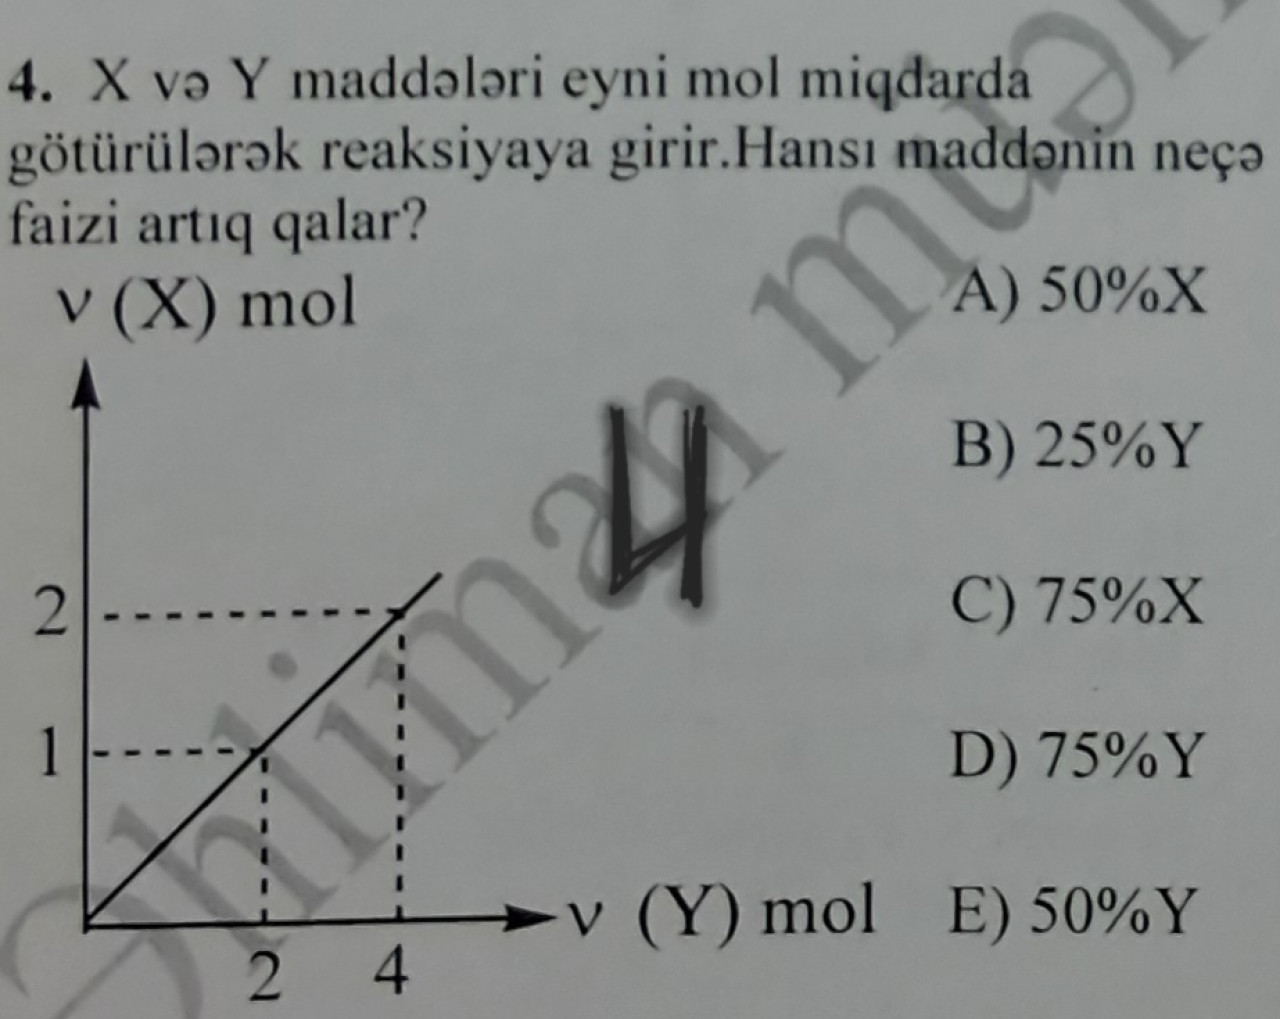 4. X və Y maddələri eyni mol miqdarda
götürülərək reaksiyaya girir.Hansı maddənin neçə
faizi artıq qalar?
ν (X) mol
A) 50%X
B) 25%Y
4
2
C) 75%X
1
D) 75%Y
ν (Y) mol
E) 50%Y
2 4
Əhliman müəl